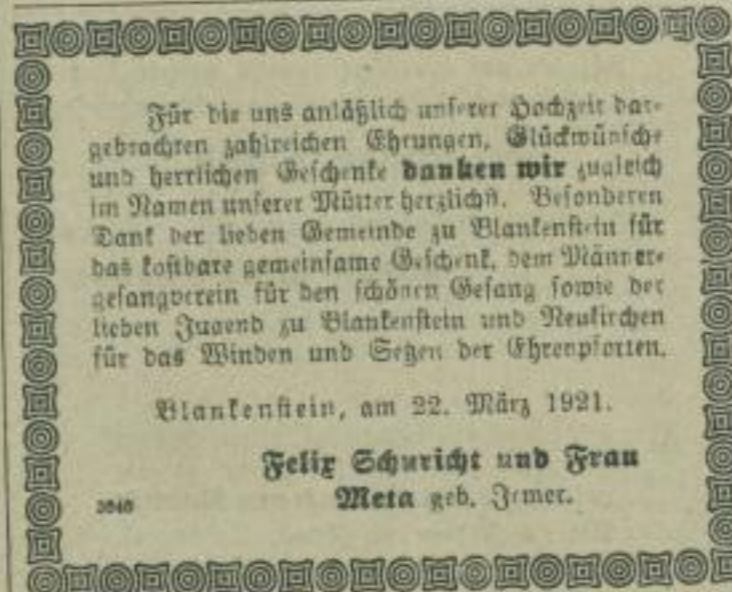 Für die uns anläßlich unserer Hochzeit dar-
gebrachten zahlreichen Ehrungen, Glückwünsche
und herrlichen Geschenke danken wir zugleich
im Namen unserer Mütter herzlichst. Besonderen
Dank der lieben Gemeinde zu Blankenstein für
das kostbare gemeinsame Geschenk, dem Männer-
gesangverein für den schönen Gesang sowie der
lieben Jugend zu Blankenstein und Neukirchen
für das Winden und Setzen der Ehrenpforten.
Blankenstein, am 22. März 1921.
Felix Schuricht und Frau
Meta geb. Irmer.